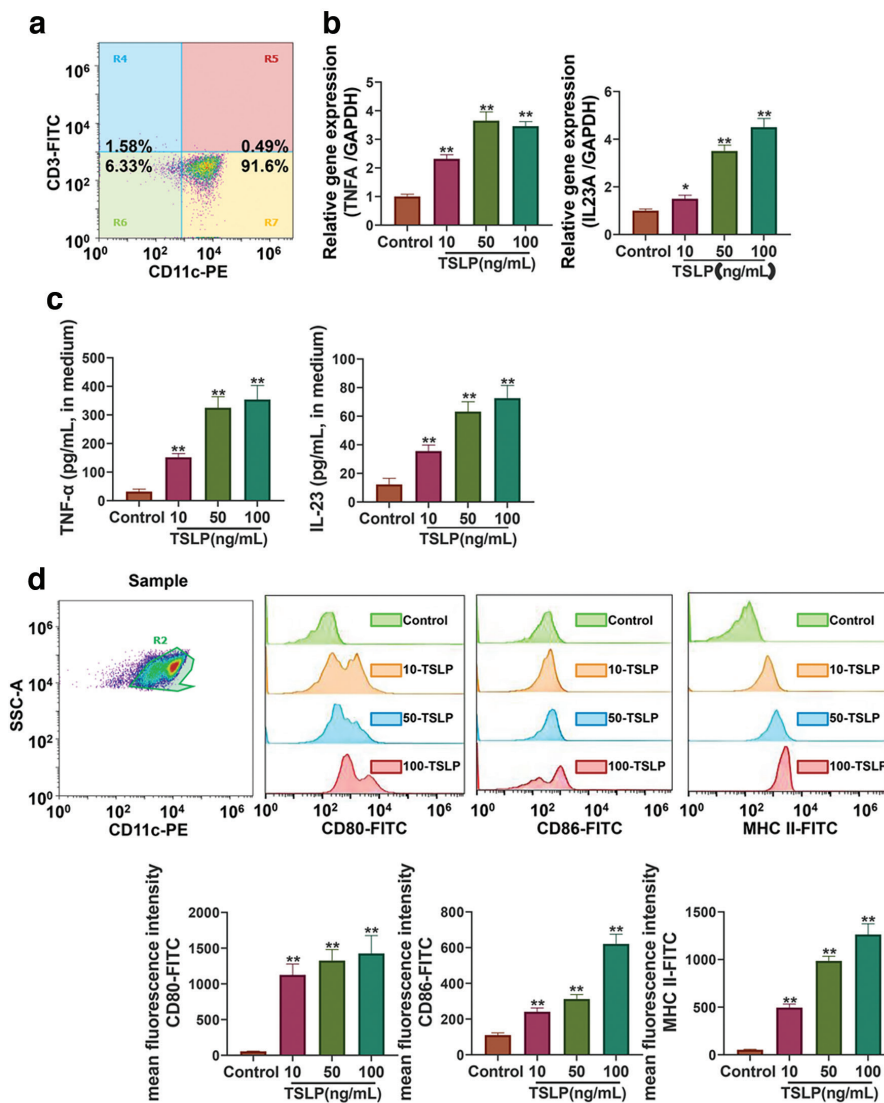 a
R4
R5
1.58%
0.49%
6.33%
91.6%
R6
R7
10⁶
10⁴
10²
10⁰
CD3-FITC
10⁰ 10² 10⁴ 10⁶
CD11c-PE
b
Relative gene expression
(TNFA /GAPDH)
5
4
3
2
1
0
**
**
**
Control 10 50 100
TSLP(ng/mL)
Relative gene expression
(IL23A /GAPDH)
6
4
2
0
*
**
**
Control 10 50 100
TSLP(ng/mL)
c
TNF-α (pg/mL, in medium)
500
400
300
200
100
0
**
**
**
Control 10 50 100
TSLP(ng/mL)
IL-23 (pg/mL, in medium)
100
80
60
40
20
0
**
**
**
Control 10 50 100
TSLP(ng/mL)
d
Sample
R2
SSC-A
10⁶
10⁴
10²
10⁰
10⁰ 10² 10⁴ 10⁶
CD11c-PE
Control
10-TSLP
50-TSLP
100-TSLP
10⁰ 10² 10⁴ 10⁶
CD80-FITC
Control
10-TSLP
50-TSLP
100-TSLP
10⁰ 10² 10⁴ 10⁶
CD86-FITC
Control
10-TSLP
50-TSLP
100-TSLP
10⁰ 10² 10⁴ 10⁶
MHC II-FITC
mean fluorescence intensity
CD80-FITC
2000
1500
1000
500
0
**
**
**
Control 10 50 100
TSLP(ng/mL)
mean fluorescence intensity
CD86-FITC
800
600
400
200
0
**
**
**
Control 10 50 100
TSLP(ng/mL)
mean fluorescence intensity
MHC II-FITC
1500
1000
500
0
**
**
**
Control 10 50 100
TSLP(ng/mL)